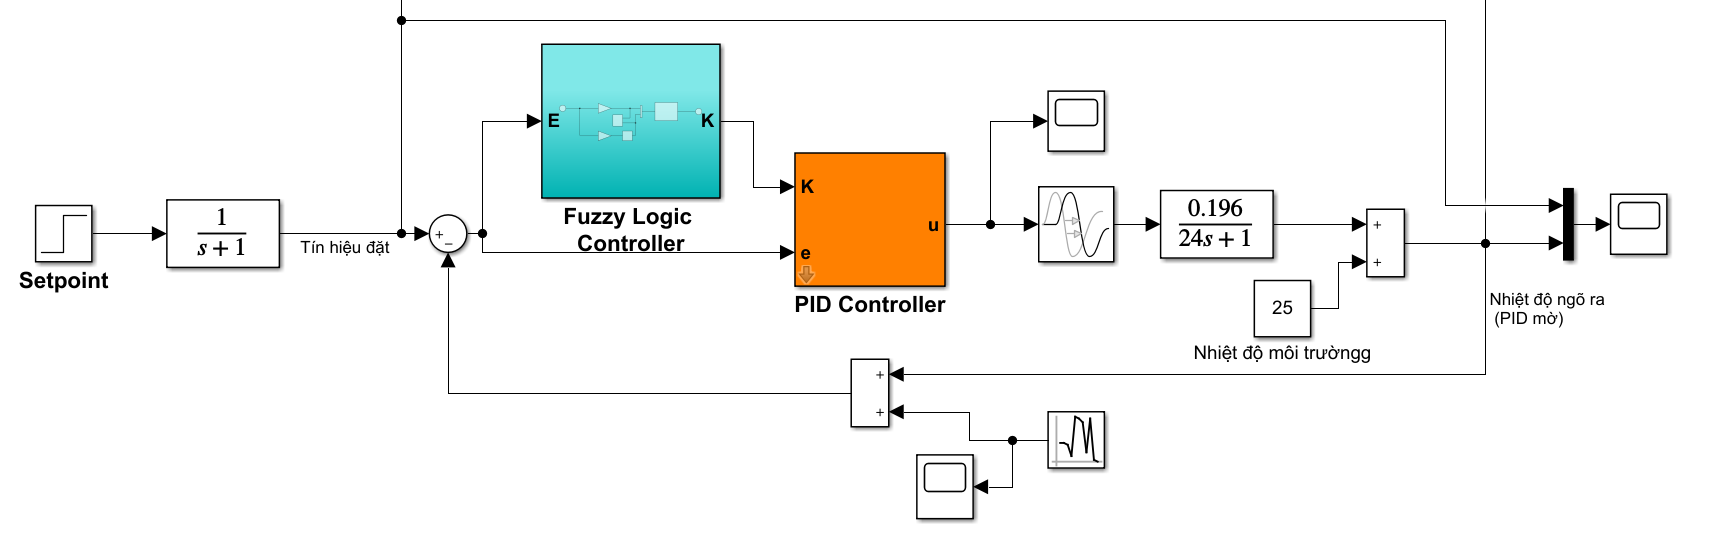 E
K
Fuzzy Logic
Controller
K
e
u
PID Controller
Setpoint
1
s + 1
Tín hiệu đặt
+
−
0.196
24s + 1
+
+
25
Nhiệt độ môi trườngg
Nhiệt độ ngõ ra
(PID mờ)
+
+